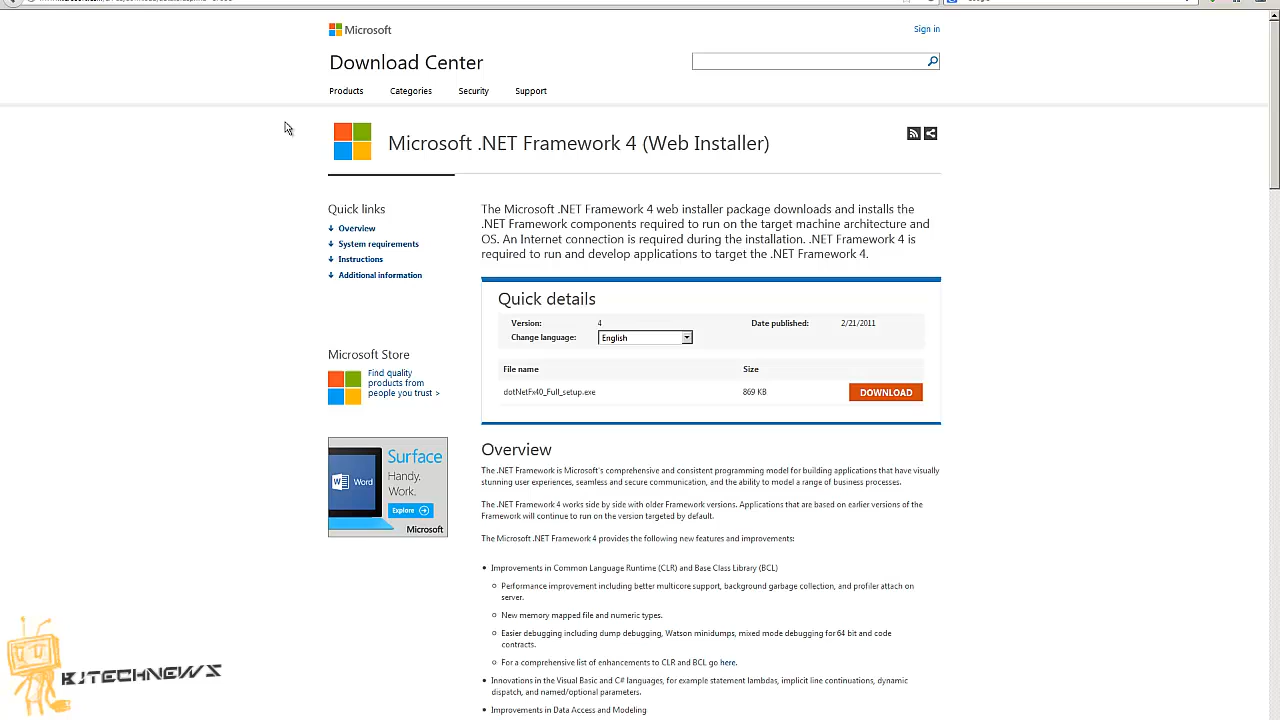 Microsoft
Sign in
Download Center
Products
Categories
Security
Support
Microsoft .NET Framework 4 (Web Installer)
Quick links
Overview
System requirements
Instructions
Additional information
Microsoft Store
Find quality
products from
people you trust >
Word
Surface
Handy.
Work.
Explore
Microsoft
The Microsoft .NET Framework 4 web installer package downloads and installs the
.NET Framework components required to run on the target machine architecture and
OS. An Internet connection is required during the installation. .NET Framework 4 is
required to run and develop applications to target the .NET Framework 4.
Quick details
Version: 4 Date published: 2/21/2011
Change language: English
File name Size
dotNetFx40_Full_setup.exe 869 KB DOWNLOAD
Overview
The .NET Framework is Microsoft's comprehensive and consistent programming model for building applications that have visually
stunning user experiences, seamless and secure communication, and the ability to model a range of business processes.
The .NET Framework 4 works side by side with older Framework versions. Applications that are based on earlier versions of the
Framework will continue to run on the version targeted by default.
The Microsoft .NET Framework 4 provides the following new features and improvements:
Improvements in Common Language Runtime (CLR) and Base Class Library (BCL)
Performance improvement including better multicore support, background garbage collection, and profiler attach on
server.
New memory mapped file and numeric types.
Easier debugging including dump debugging, Watson minidumps, mixed mode debugging for 64 bit and code
contracts.
For a comprehensive list of enhancements to CLR and BCL go here.
Innovations in the Visual Basic and C# languages, for example statement lambdas, implicit line continuations, dynamic
dispatch, and named/optional parameters.
Improvements in Data Access and Modeling
KJTECHNEWS